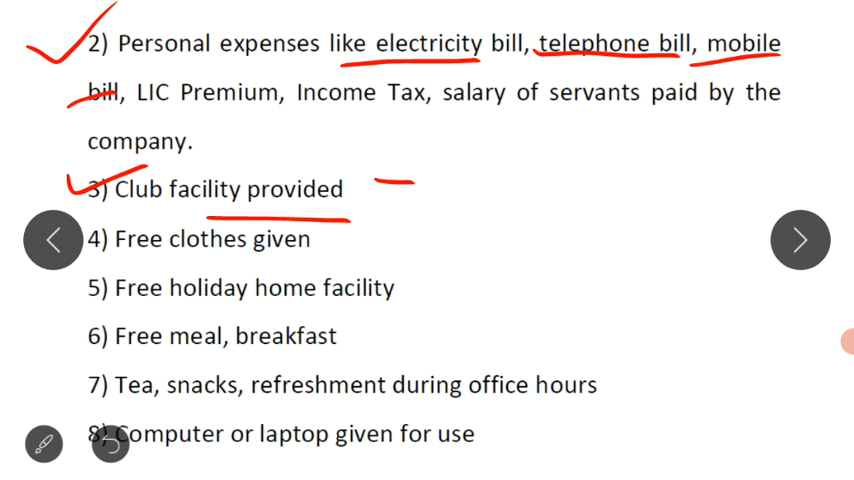 2) Personal expenses like electricity bill, telephone bill, mobile
bill, LIC Premium, Income Tax, salary of servants paid by the
company.
3) Club facility provided
4) Free clothes given
5) Free holiday home facility
6) Free meal, breakfast
7) Tea, snacks, refreshment during office hours
8) Computer or laptop given for use